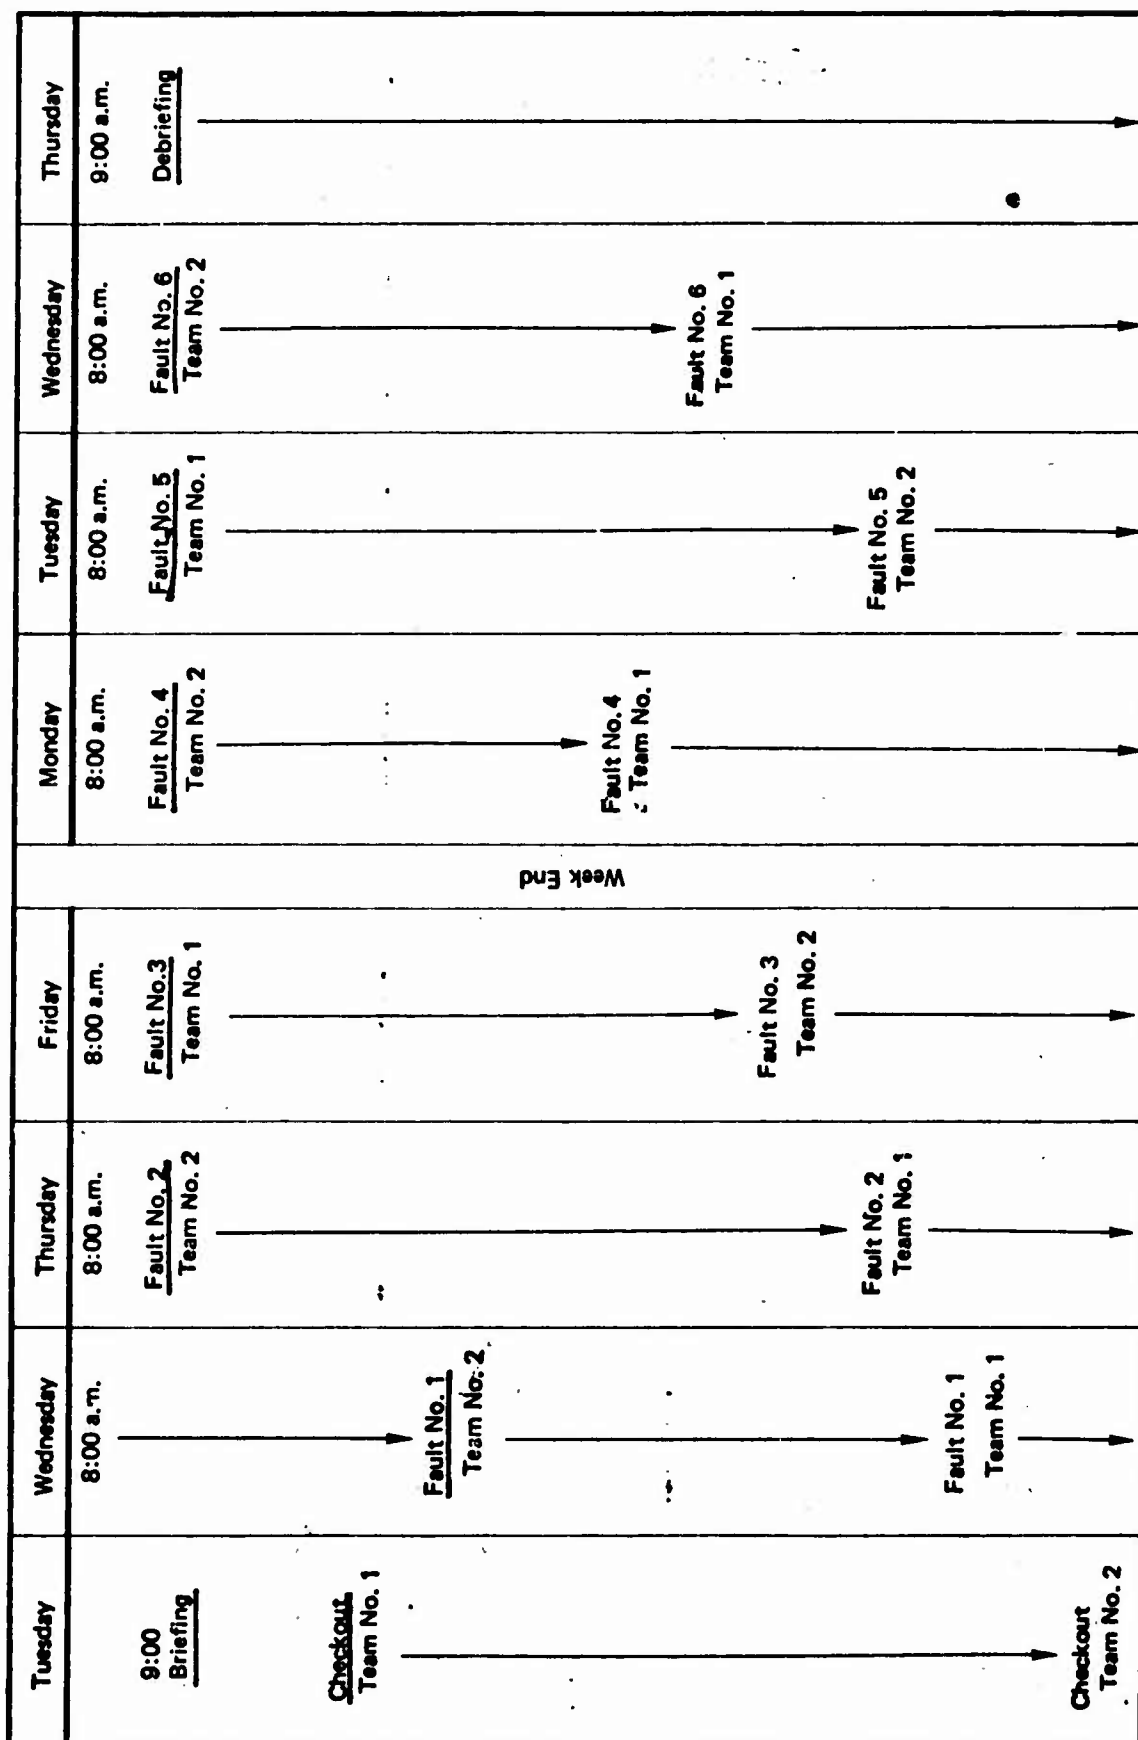 Tuesday
9:00
Briefing
Checkout
Team No. 1
Checkout
Team No. 2
Wednesday
8:00 a.m.
Fault No. 1
Team No. 2
Fault No. 1
Team No. 1
Thursday
8:00 a.m.
Fault No. 2
Team No. 2
Fault No. 2
Team No. 1
Friday
8:00 a.m.
Fault No.3
Team No. 1
Fault No. 3
Team No. 2
Week End
Monday
8:00 a.m.
Fault No. 4
Team No. 2
Fault No. 4
Team No. 1
Tuesday
8:00 a.m.
Fault No. 5
Team No. 1
Fault No. 5
Team No. 2
Wednesday
8:00 a.m.
Fault No. 6
Team No. 2
Fault No. 6
Team No. 1
Thursday
9:00 a.m.
Debriefing